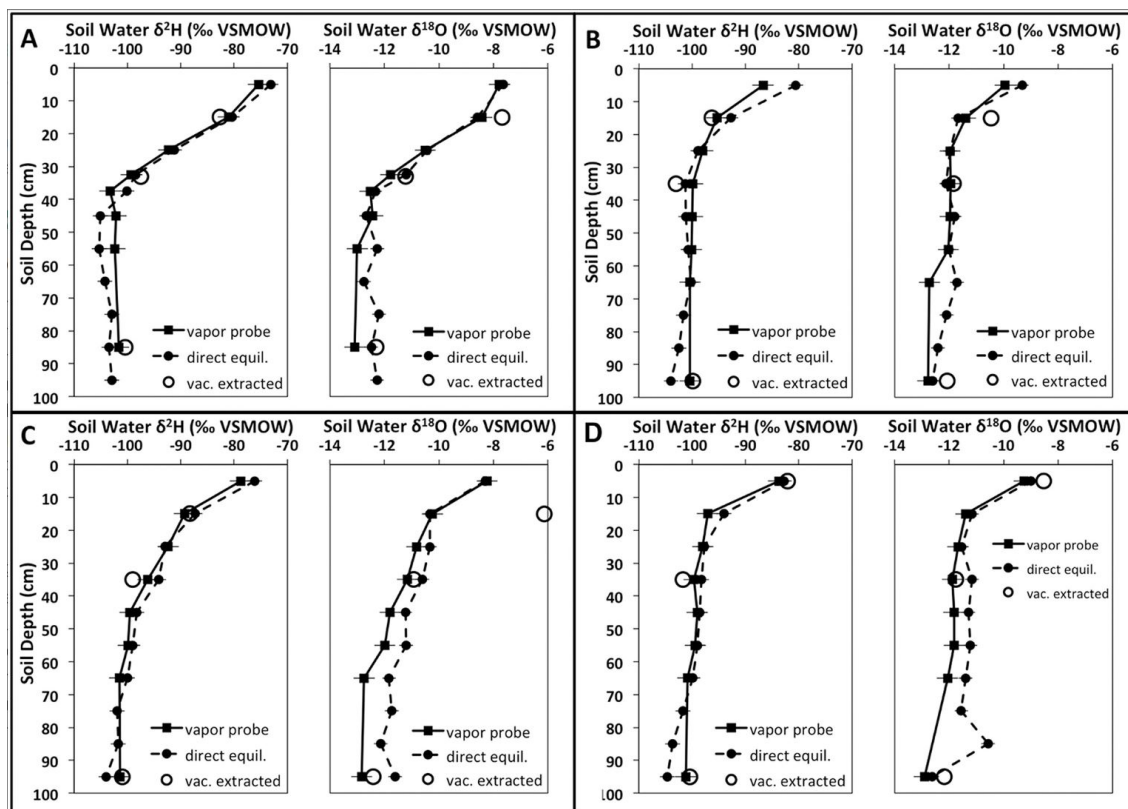 A
Soil Water δ²H (‰ VSMOW)
-110 -100 -90 -80 -70
Soil Water δ¹⁸O (‰ VSMOW)
-14 -12 -10 -8 -6
Soil Depth (cm)
0
10
20
30
40
50
60
70
80
90
100
vapor probe
direct equil.
vac. extracted
vapor probe
direct equil.
vac. extracted
B
Soil Water δ²H (‰ VSMOW)
-110 -100 -90 -80 -70
Soil Water δ¹⁸O (‰ VSMOW)
-14 -12 -10 -8 -6
Soil Depth (cm)
0
10
20
30
40
50
60
70
80
90
100
vapor probe
direct equil.
vac. extracted
vapor probe
direct equil.
vac. extracted
C
Soil Water δ²H (‰ VSMOW)
-110 -100 -90 -80 -70
Soil Water δ¹⁸O (‰ VSMOW)
-14 -12 -10 -8 -6
Soil Depth (cm)
0
10
20
30
40
50
60
70
80
90
100
vapor probe
direct equil.
vac. extracted
vapor probe
direct equil.
vac. extracted
D
Soil Water δ²H (‰ VSMOW)
-110 -100 -90 -80 -70
Soil Water δ¹⁸O (‰ VSMOW)
-14 -12 -10 -8 -6
0
10
20
30
40
50
60
70
80
90
100
vapor probe
direct equil.
vac. extracted
vapor probe
direct equil.
vac. extracted